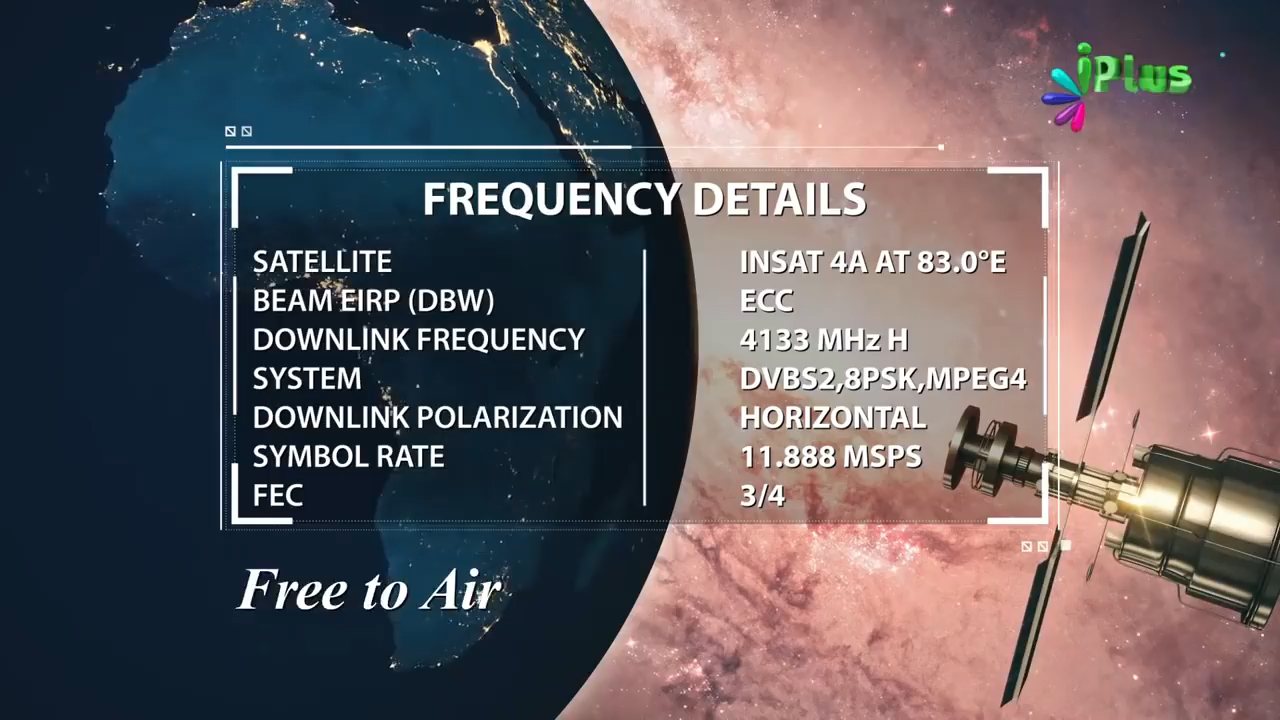 iPlus
FREQUENCY DETAILS
SATELLITE INSAT 4A AT 83.0°E
BEAM EIRP (DBW) ECC
DOWNLINK FREQUENCY 4133 MHz H
SYSTEM DVBS2,8PSK,MPEG4
DOWNLINK POLARIZATION HORIZONTAL
SYMBOL RATE 11.888 MSPS
FEC 3/4
Free to Air